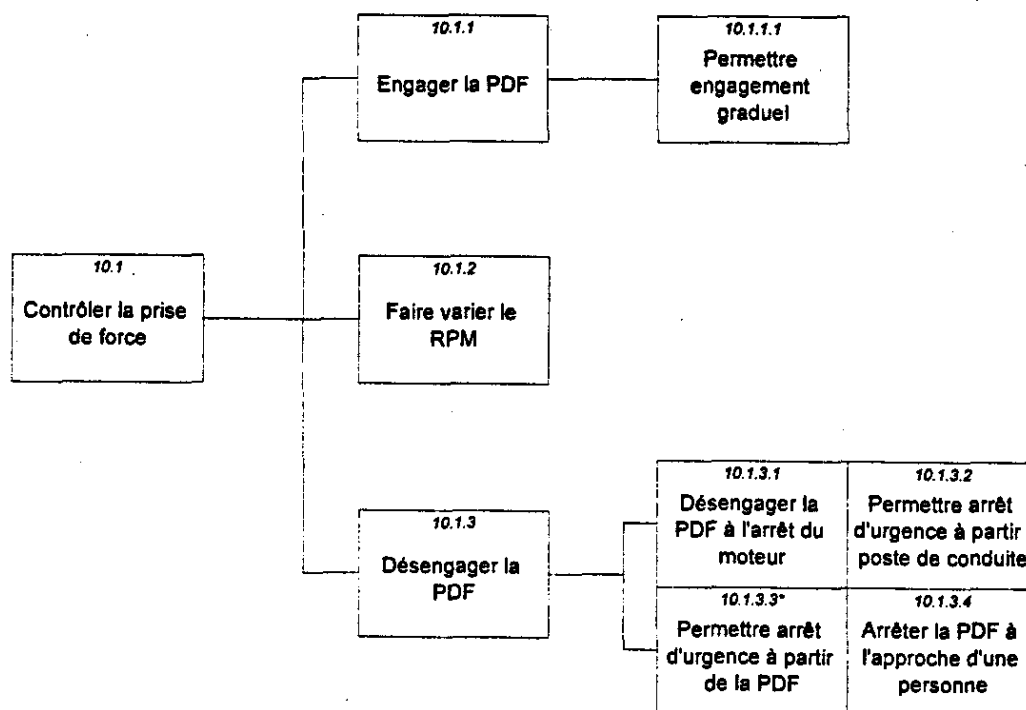 10.1.1
Engager la PDF
10.1.1.1
Permettre
engagement
graduel
10.1
Contrôler la prise
de force
10.1.2
Faire varier le
RPM
10.1.3
Désengager la
PDF
10.1.3.1
Désengager la
PDF à l'arrêt du
moteur
10.1.3.2
Permettre arrêt
d'urgence à partir
poste de conduite
10.1.3.3*
Permettre arrêt
d'urgence à partir
de la PDF
10.1.3.4
Arrêter la PDF à
l'approche d'une
personne